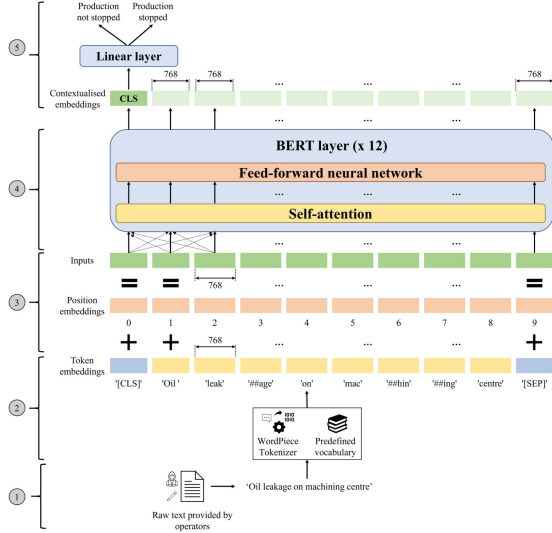 Production
not stopped
Production
stopped
5
Linear layer
768
768
...
...
768
Contextualised
embeddings
CLS
...
...
BERT layer (x 12)
4
Feed-forward neural network
...
...
Self-attention
...
...
Inputs
768
...
...
3
Position
embeddings
0 1 2 3 4 5 6 7 8 9
768
...
...
Token
embeddings
'[CLS]' 'Oil ' 'leak' '##age' 'on' 'mac' '##hin' '##ing' 'centre' '[SEP]'
2
1010
1010
WordPiece
Tokenizer
Predefined
vocabulary
1
'Oil leakage on machining centre'
Raw text provided by
operators